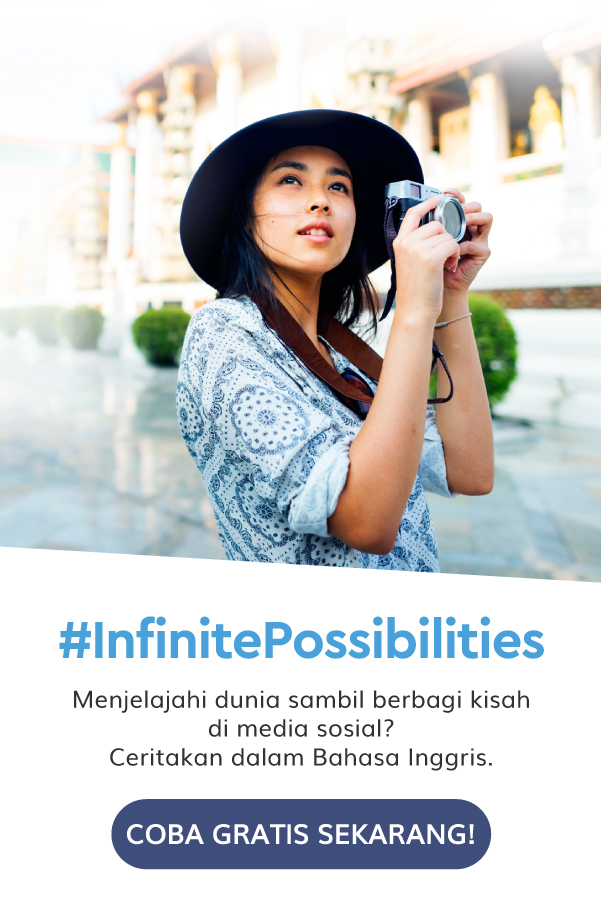 #InfinitePossibilities
Menjelajahi dunia sambil berbagi kisah
di media sosial?
Ceritakan dalam Bahasa Inggris.
COBA GRATIS SEKARANG!